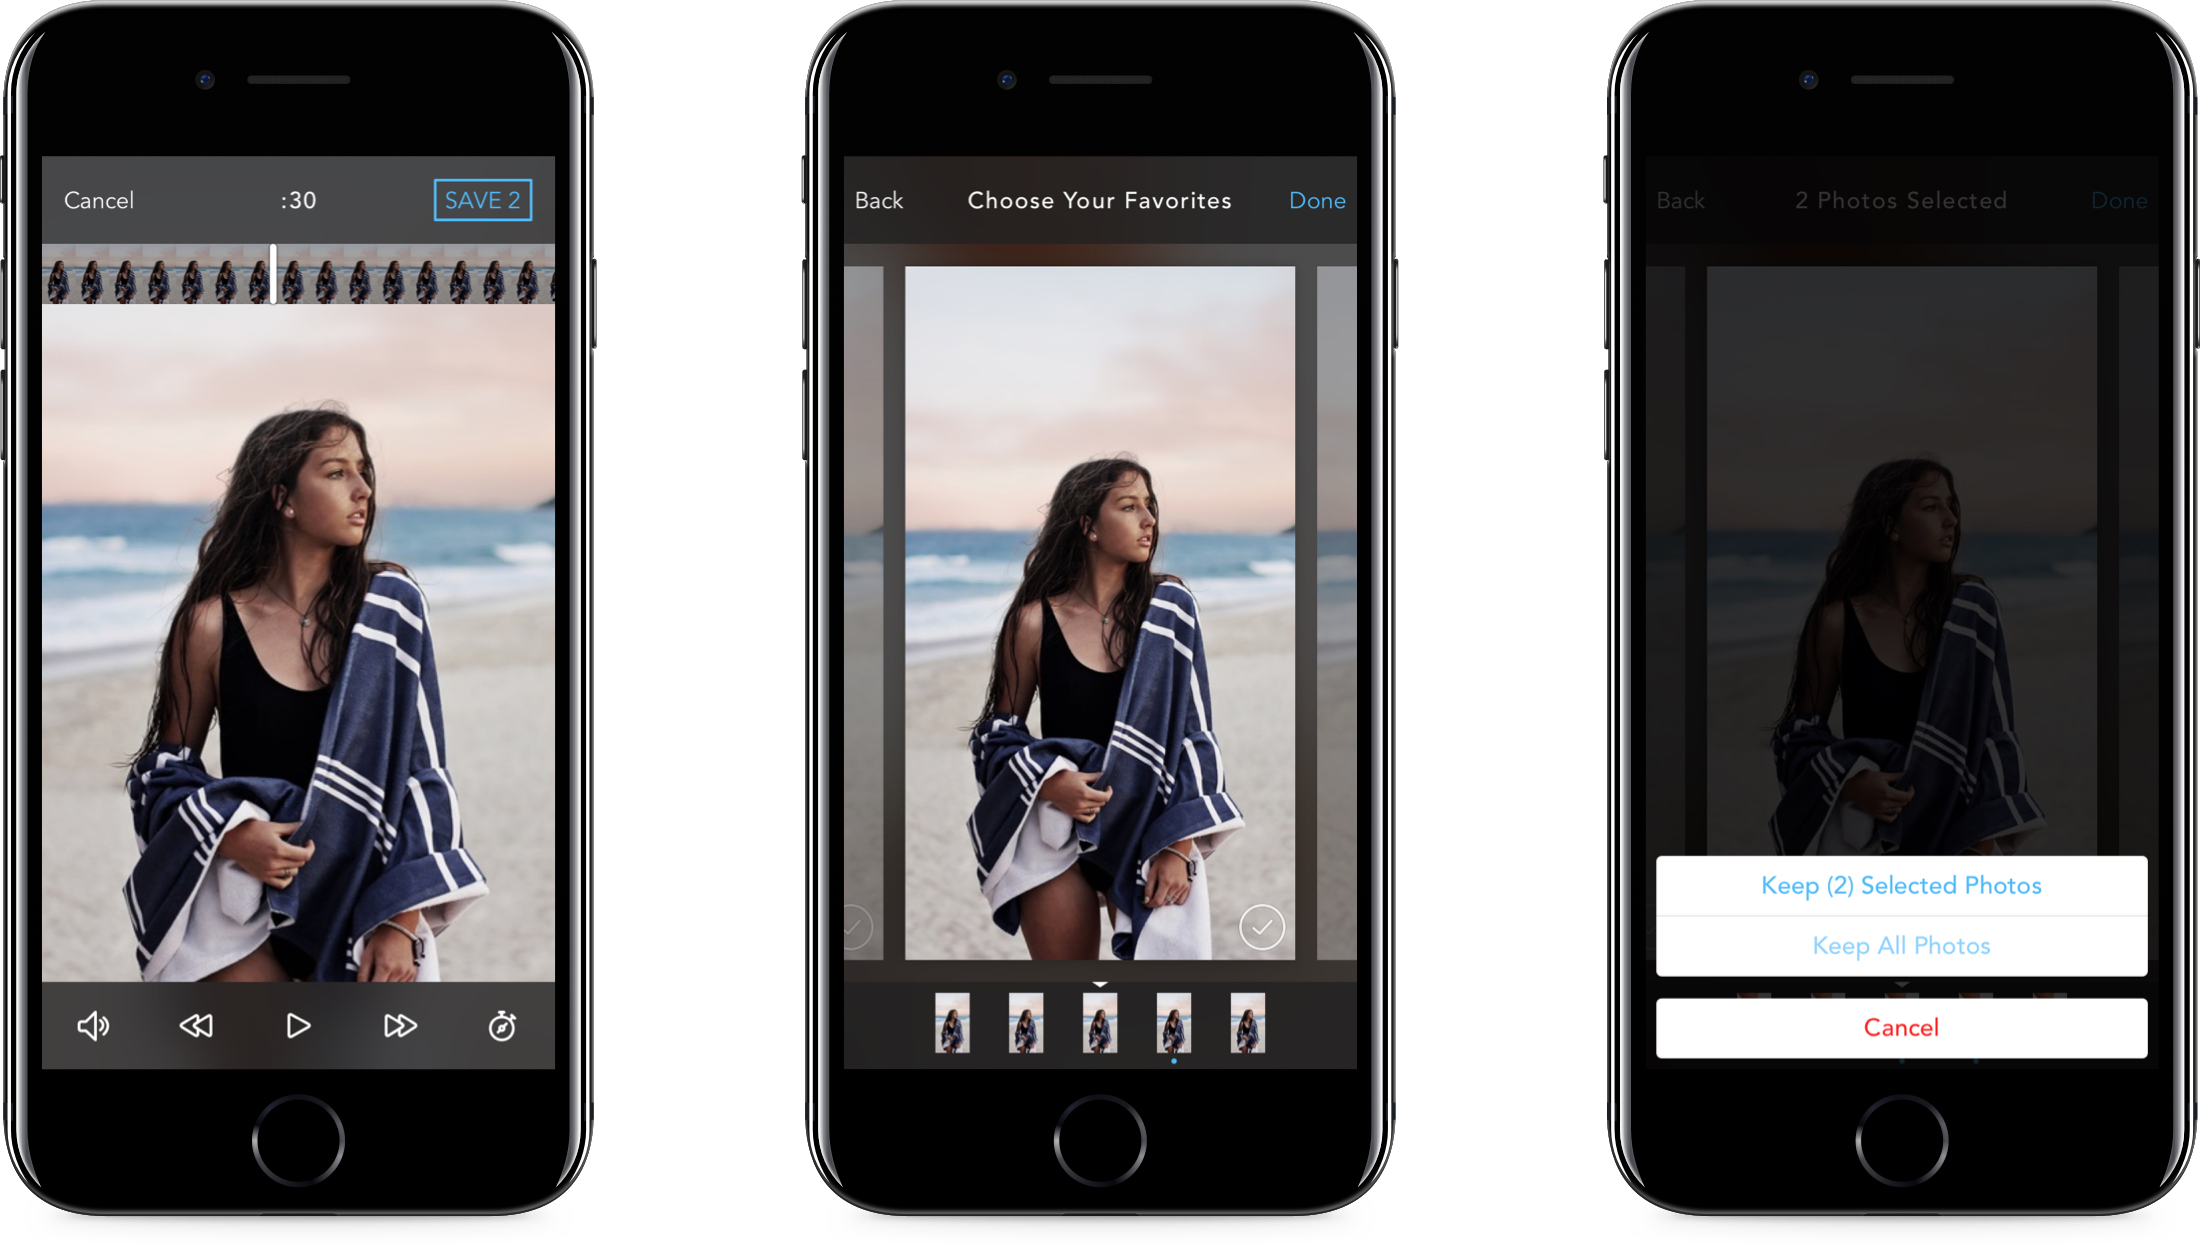 Cancel
:30
SAVE 2
Back
Choose Your Favorites
Done
Back
2 Photos Selected
Done
Keep (2) Selected Photos
Keep All Photos
Cancel